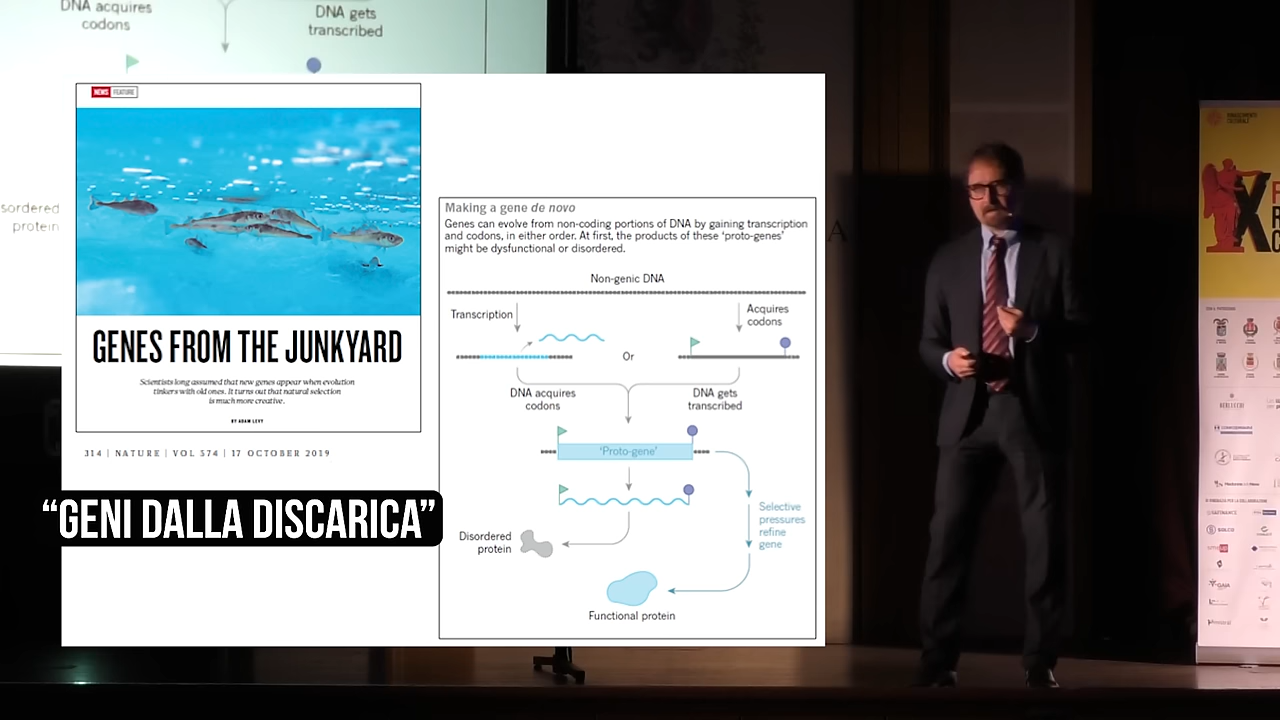 DNA acquires
codons
DNA gets
transcribed
sordered
protein
NEWS FEATURE
GENES FROM THE JUNKYARD
Scientists long assumed that new genes appear when evolution
tinkers with old ones. It turns out that natural selection
is much more creative.
BY ADAM LEVY
314 | NATURE | VOL 574 | 17 OCTOBER 2019
“GENI DALLA DISCARICA”
Making a gene de novo
Genes can evolve from non-coding portions of DNA by gaining transcription
and codons, in either order. At first, the products of these ‘proto-genes’
might be dysfunctional or disordered.
Non-genic DNA
Transcription
Acquires
codons
Or
DNA acquires
codons
DNA gets
transcribed
‘Proto-gene’
Selective
pressures
refine
gene
Disordered
protein
Functional protein
A
RINASCIMENTO
CULTURALE
X